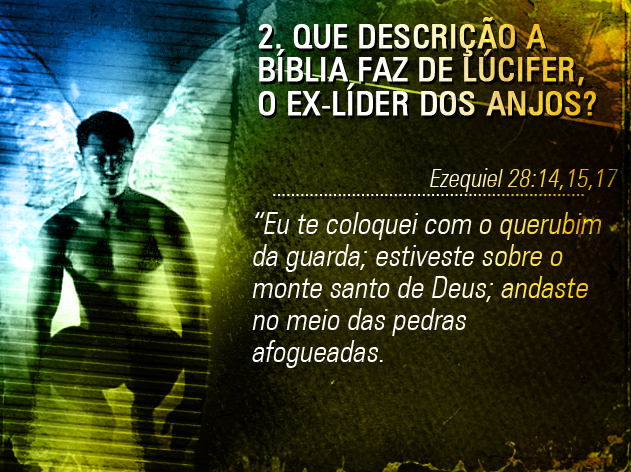 2. QUE DESCRIÇÃO A
BÍBLIA FAZ DE LÚCIFER,
O EX-LÍDER DOS ANJOS?
Ezequiel 28:14,15,17
“Eu te coloquei com o querubim
da guarda; estiveste sobre o
monte santo de Deus; andaste
no meio das pedras
afogueadas.